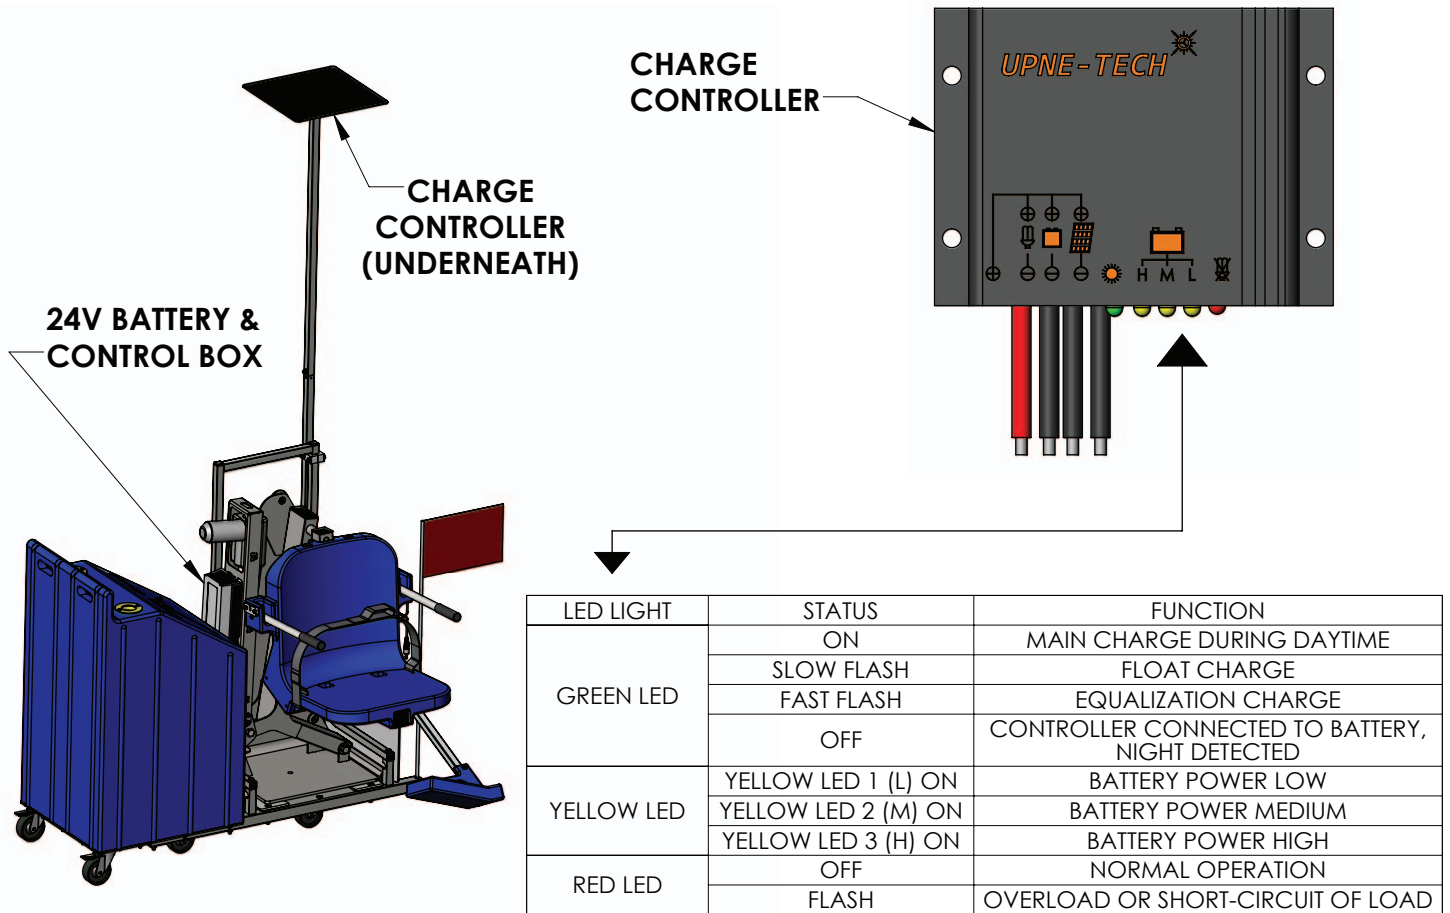 CHARGE
CONTROLLER
UPNE-TECH
CHARGE
CONTROLLER
(UNDERNEATH)
24V BATTERY &
CONTROL BOX
H M L
LED LIGHT STATUS FUNCTION
GREEN LED
ON MAIN CHARGE DURING DAYTIME
SLOW FLASH FLOAT CHARGE
FAST FLASH EQUALIZATION CHARGE
OFF CONTROLLER CONNECTED TO BATTERY,
NIGHT DETECTED
YELLOW LED
YELLOW LED 1 (L) ON BATTERY POWER LOW
YELLOW LED 2 (M) ON BATTERY POWER MEDIUM
YELLOW LED 3 (H) ON BATTERY POWER HIGH
RED LED
OFF NORMAL OPERATION
FLASH OVERLOAD OR SHORT-CIRCUIT OF LOAD